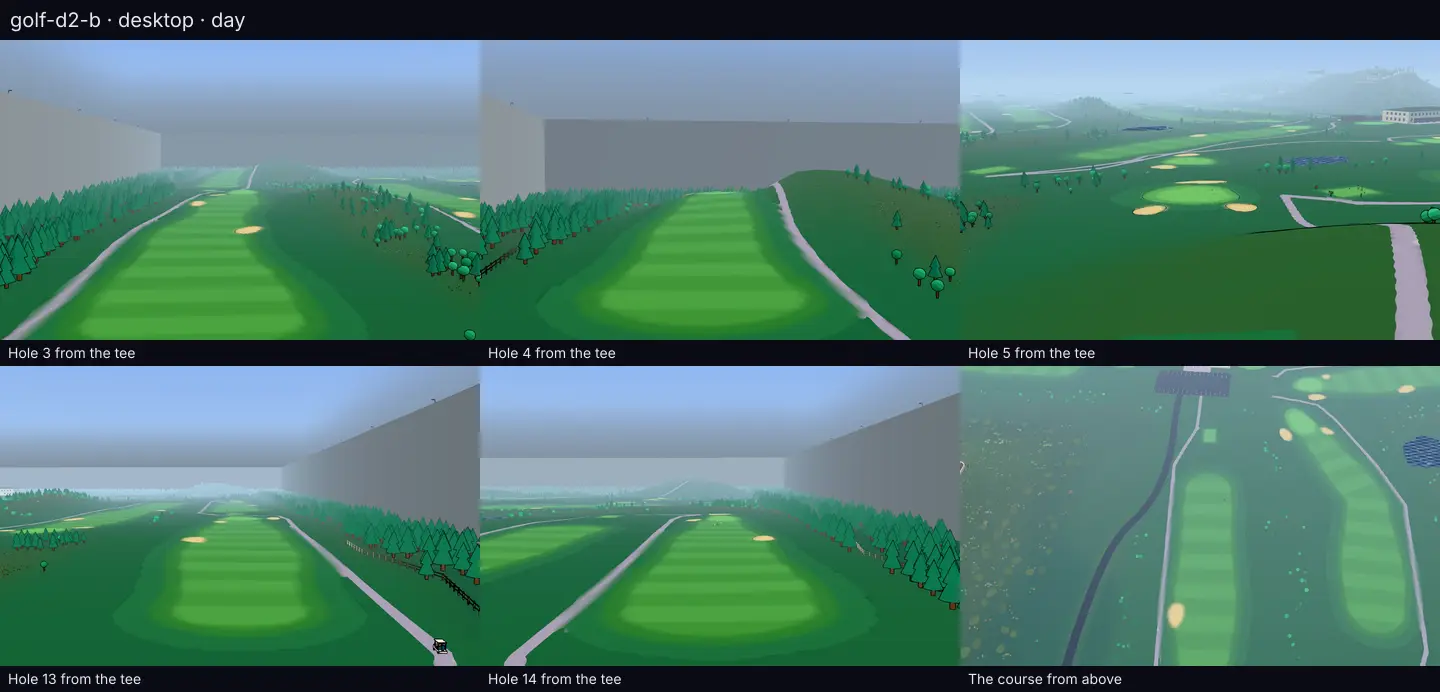 golf-d2-b · desktop · day
Hole 3 from the tee
Hole 4 from the tee
Hole 5 from the tee
Hole 13 from the tee
Hole 14 from the tee
The course from above